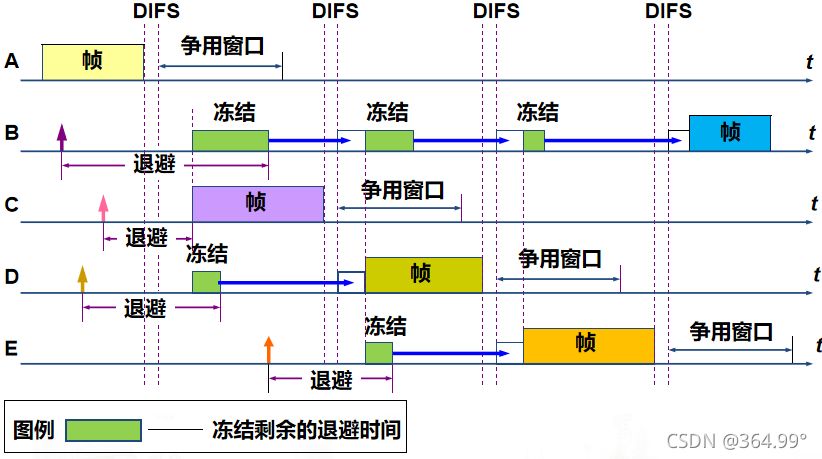 DIFS DIFS DIFS DIFS
A 帧 争用窗口 t
B 冻结 冻结 冻结 帧 t
退避
C 帧 争用窗口 t
退避
D 冻结 帧 争用窗口 t
退避
E 冻结 帧 争用窗口 t
退避
图例 冻结剩余的退避时间
CSDN @364.99°